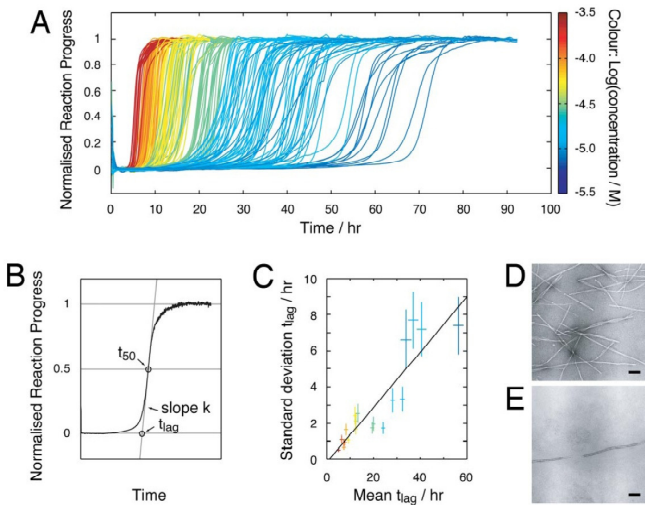 A
Normalised Reaction Progress
1
0.8
0.6
0.4
0.2
0
0 10 20 30 40 50 60 70 80 90 100
Time / hr
-3.5
-4.0
-4.5
-5.0
-5.5
Colour: Log(concentration / M)
B
Normalised Reaction Progress
1
0.5
0
t50
slope k
tlag
Time
C
Standard deviation tlag / hr
10
9
8
6
4
2
0
0 20 40 60
Mean tlag / hr
D
E